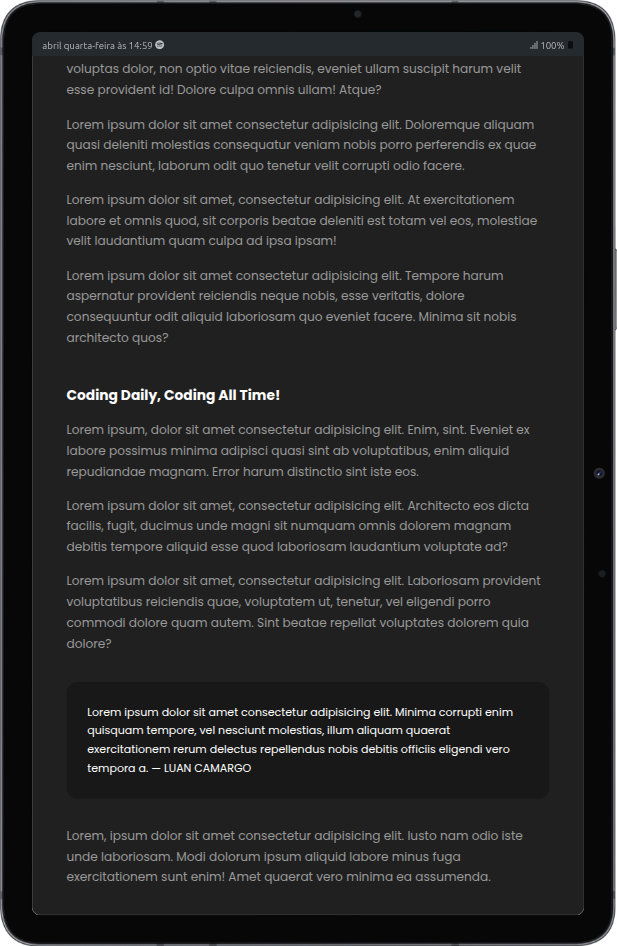 abril quarta-feira às 14:59
100%
voluptas dolor, non optio vitae reiciendis, eveniet ullam suscipit harum velit
esse provident id! Dolore culpa omnis ullam! Atque?
Lorem ipsum dolor sit amet consectetur adipisicing elit. Doloremque aliquam
quasi deleniti molestias consequatur veniam nobis porro perferendis ex quae
enim nesciunt, laborum odit quo tenetur velit corrupti odio facere.
Lorem ipsum dolor sit amet, consectetur adipisicing elit. At exercitationem
labore et omnis quod, sit corporis beatae deleniti est totam vel eos, molestiae
velit laudantium quam culpa ad ipsa ipsam!
Lorem ipsum dolor sit amet consectetur adipisicing elit. Tempore harum
aspernatur provident reiciendis neque nobis, esse veritatis, dolore
consequuntur odit aliquid laboriosam quo eveniet facere. Minima sit nobis
architecto quos?
Coding Daily, Coding All Time!
Lorem ipsum, dolor sit amet consectetur adipisicing elit. Enim, sint. Eveniet ex
labore possimus minima adipisci quasi sint ab voluptatibus, enim aliquid
repudiandae magnam. Error harum distinctio sint iste eos.
Lorem ipsum dolor sit amet, consectetur adipisicing elit. Architecto eos dicta
facilis, fugit, ducimus unde magni sit numquam omnis dolorem magnam
debitis tempore aliquid esse quod laboriosam laudantium voluptate ad?
Lorem ipsum dolor sit amet, consectetur adipisicing elit. Laboriosam provident
voluptatibus reiciendis quae, voluptatem ut, tenetur, vel eligendi porro
commodi dolore quam autem. Sint beatae repellat voluptates dolorem quia
dolore?
Lorem ipsum dolor sit amet consectetur adipisicing elit. Minima corrupti enim
quisquam tempore, vel nesciunt molestias, illum aliquam quaerat
exercitationem rerum delectus repellendus nobis debitis officiis eligendi vero
tempora a. — LUAN CAMARGO
Lorem, ipsum dolor sit amet consectetur adipisicing elit. Iusto nam odio iste
unde laboriosam. Modi dolorum ipsum aliquid labore minus fuga
exercitationem sunt enim! Amet quaerat vero minima ea assumenda.